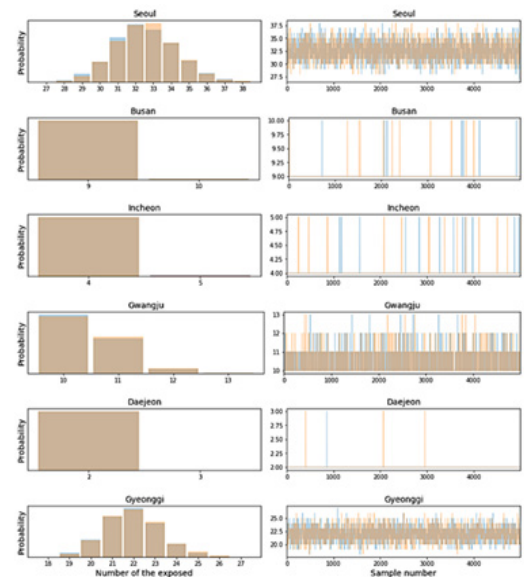 Seoul
Seoul
Probability
37.5
35.0
32.5
30.0
27.5
27 28 29 30 31 32 33 34 35 36 37 38
0 1000 2000 3000 4000 5000
Busan
Busan
Probability
10.00
9.75
9.50
9.25
9.00
9 10
0 1000 2000 3000 4000
Incheon
Incheon
Probability
5.00
4.75
4.50
4.25
4.00
4 5
0 1000 2000 3000 4000
Gwangju
Gwangju
Probability
13
12
11
10
10 11 12 13
0 1000 2000 3000 4000 5000
Daejeon
Daejeon
Probability
3.00
2.75
2.50
2.25
2.00
2 3
0 1000 2000 3000 4000
Gyeonggi
Gyeonggi
Probability
25.0
22.5
20.0
18 19 20 21 22 23 24 25 26 27
0 1000 2000 3000 4000 5000
Number of the exposed
Sample number